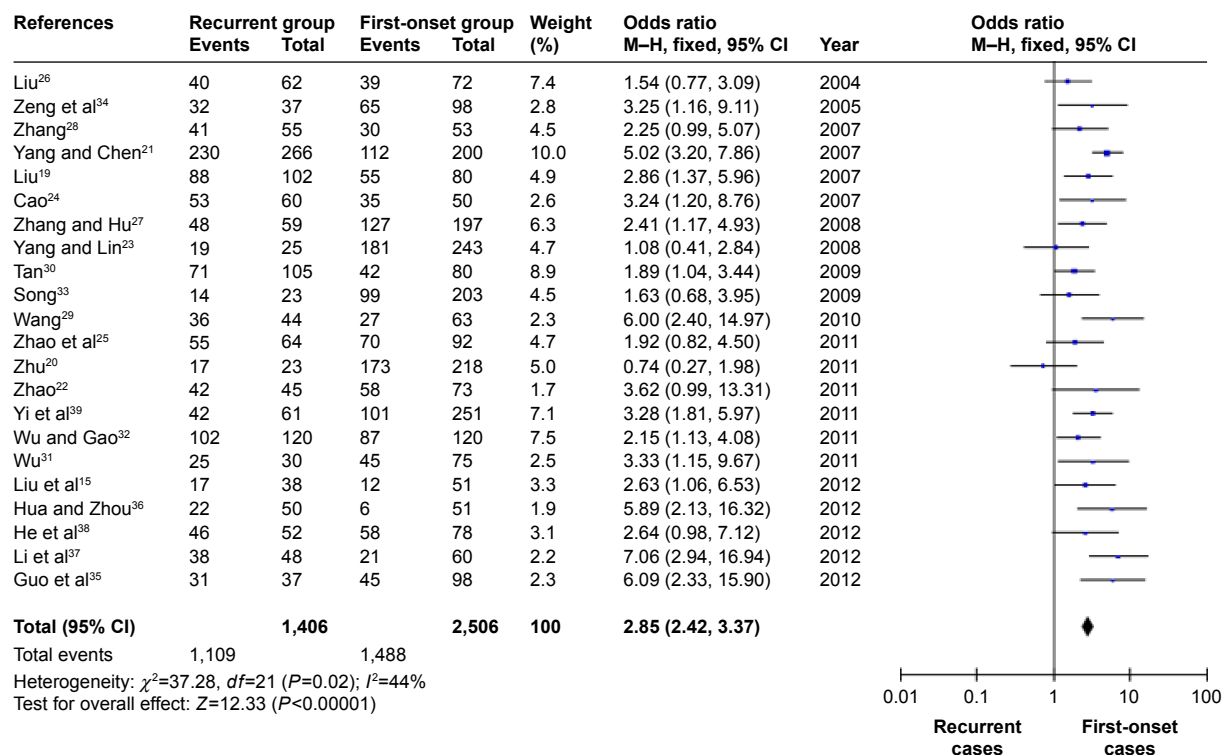 References Recurrent group First-onset group Weight Odds ratio Odds ratio
Events Total Events Total (%) M–H, fixed, 95% CI Year M–H, fixed, 95% CI
Liu²⁶ 40 62 39 72 7.4 1.54 (0.77, 3.09) 2004
Zeng et al³⁴ 32 37 65 98 2.8 3.25 (1.16, 9.11) 2005
Zhang²⁸ 41 55 30 53 4.5 2.25 (0.99, 5.07) 2007
Yang and Chen²¹ 230 266 112 200 10.0 5.02 (3.20, 7.86) 2007
Liu¹⁹ 88 102 55 80 4.9 2.86 (1.37, 5.96) 2007
Cao²⁴ 53 60 35 50 2.6 3.24 (1.20, 8.76) 2007
Zhang and Hu²⁷ 48 59 127 197 6.3 2.41 (1.17, 4.93) 2008
Yang and Lin²³ 19 25 181 243 4.7 1.08 (0.41, 2.84) 2008
Tan³⁰ 71 105 42 80 8.9 1.89 (1.04, 3.44) 2009
Song³³ 14 23 99 203 4.5 1.63 (0.68, 3.95) 2009
Wang²⁹ 36 44 27 63 2.3 6.00 (2.40, 14.97) 2010
Zhao et al²⁵ 55 64 70 92 4.7 1.92 (0.82, 4.50) 2011
Zhu²⁰ 17 23 173 218 5.0 0.74 (0.27, 1.98) 2011
Zhao²² 42 45 58 73 1.7 3.62 (0.99, 13.31) 2011
Yi et al³⁹ 42 61 101 251 7.1 3.28 (1.81, 5.97) 2011
Wu and Gao³² 102 120 87 120 7.5 2.15 (1.13, 4.08) 2011
Wu³¹ 25 30 45 75 2.5 3.33 (1.15, 9.67) 2011
Liu et al¹⁵ 17 38 12 51 3.3 2.63 (1.06, 6.53) 2012
Hua and Zhou³⁶ 22 50 6 51 1.9 5.89 (2.13, 16.32) 2012
He et al³⁸ 46 52 58 78 3.1 2.64 (0.98, 7.12) 2012
Li et al³⁷ 38 48 21 60 2.2 7.06 (2.94, 16.94) 2012
Guo et al³⁵ 31 37 45 98 2.3 6.09 (2.33, 15.90) 2012
Total (95% CI) 1,406 2,506 100 2.85 (2.42, 3.37)
Total events 1,109 1,488
Heterogeneity: χ²=37.28, df=21 (P=0.02); I²=44%
Test for overall effect: Z=12.33 (P<0.00001)
0.01 0.1 1 10 100
Recurrent First-onset
cases cases